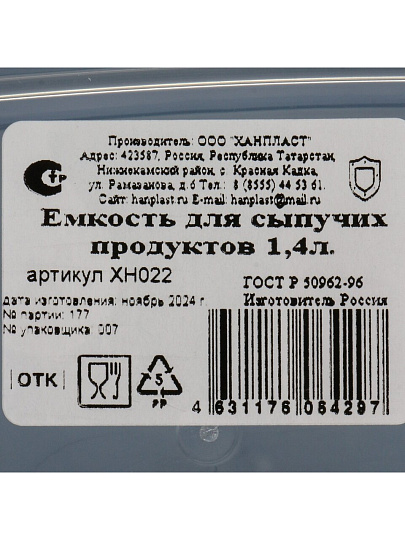 Производитель: ООО "ХАНПЛАСТ"
Адрес: 423587, Россия, Республика Татарстан,
Нижнекамский район, с. Красная Кадка,
ул. Рамазанова, д.6 Тел.: 8 (8555) 44 53 61.
Сайт: hanplast.ru E-mail: hanplast@mail.ru
Емкость для сыпучих
продуктов 1,4л.
артикул ХН022
ГОСТ Р 50962-96
дата изготовления: ноябрь 2024 г.
Изготовитель Россия
№ партии: 177
№ упаковщика: 007
ОТК
5
PP
4 631176 064297